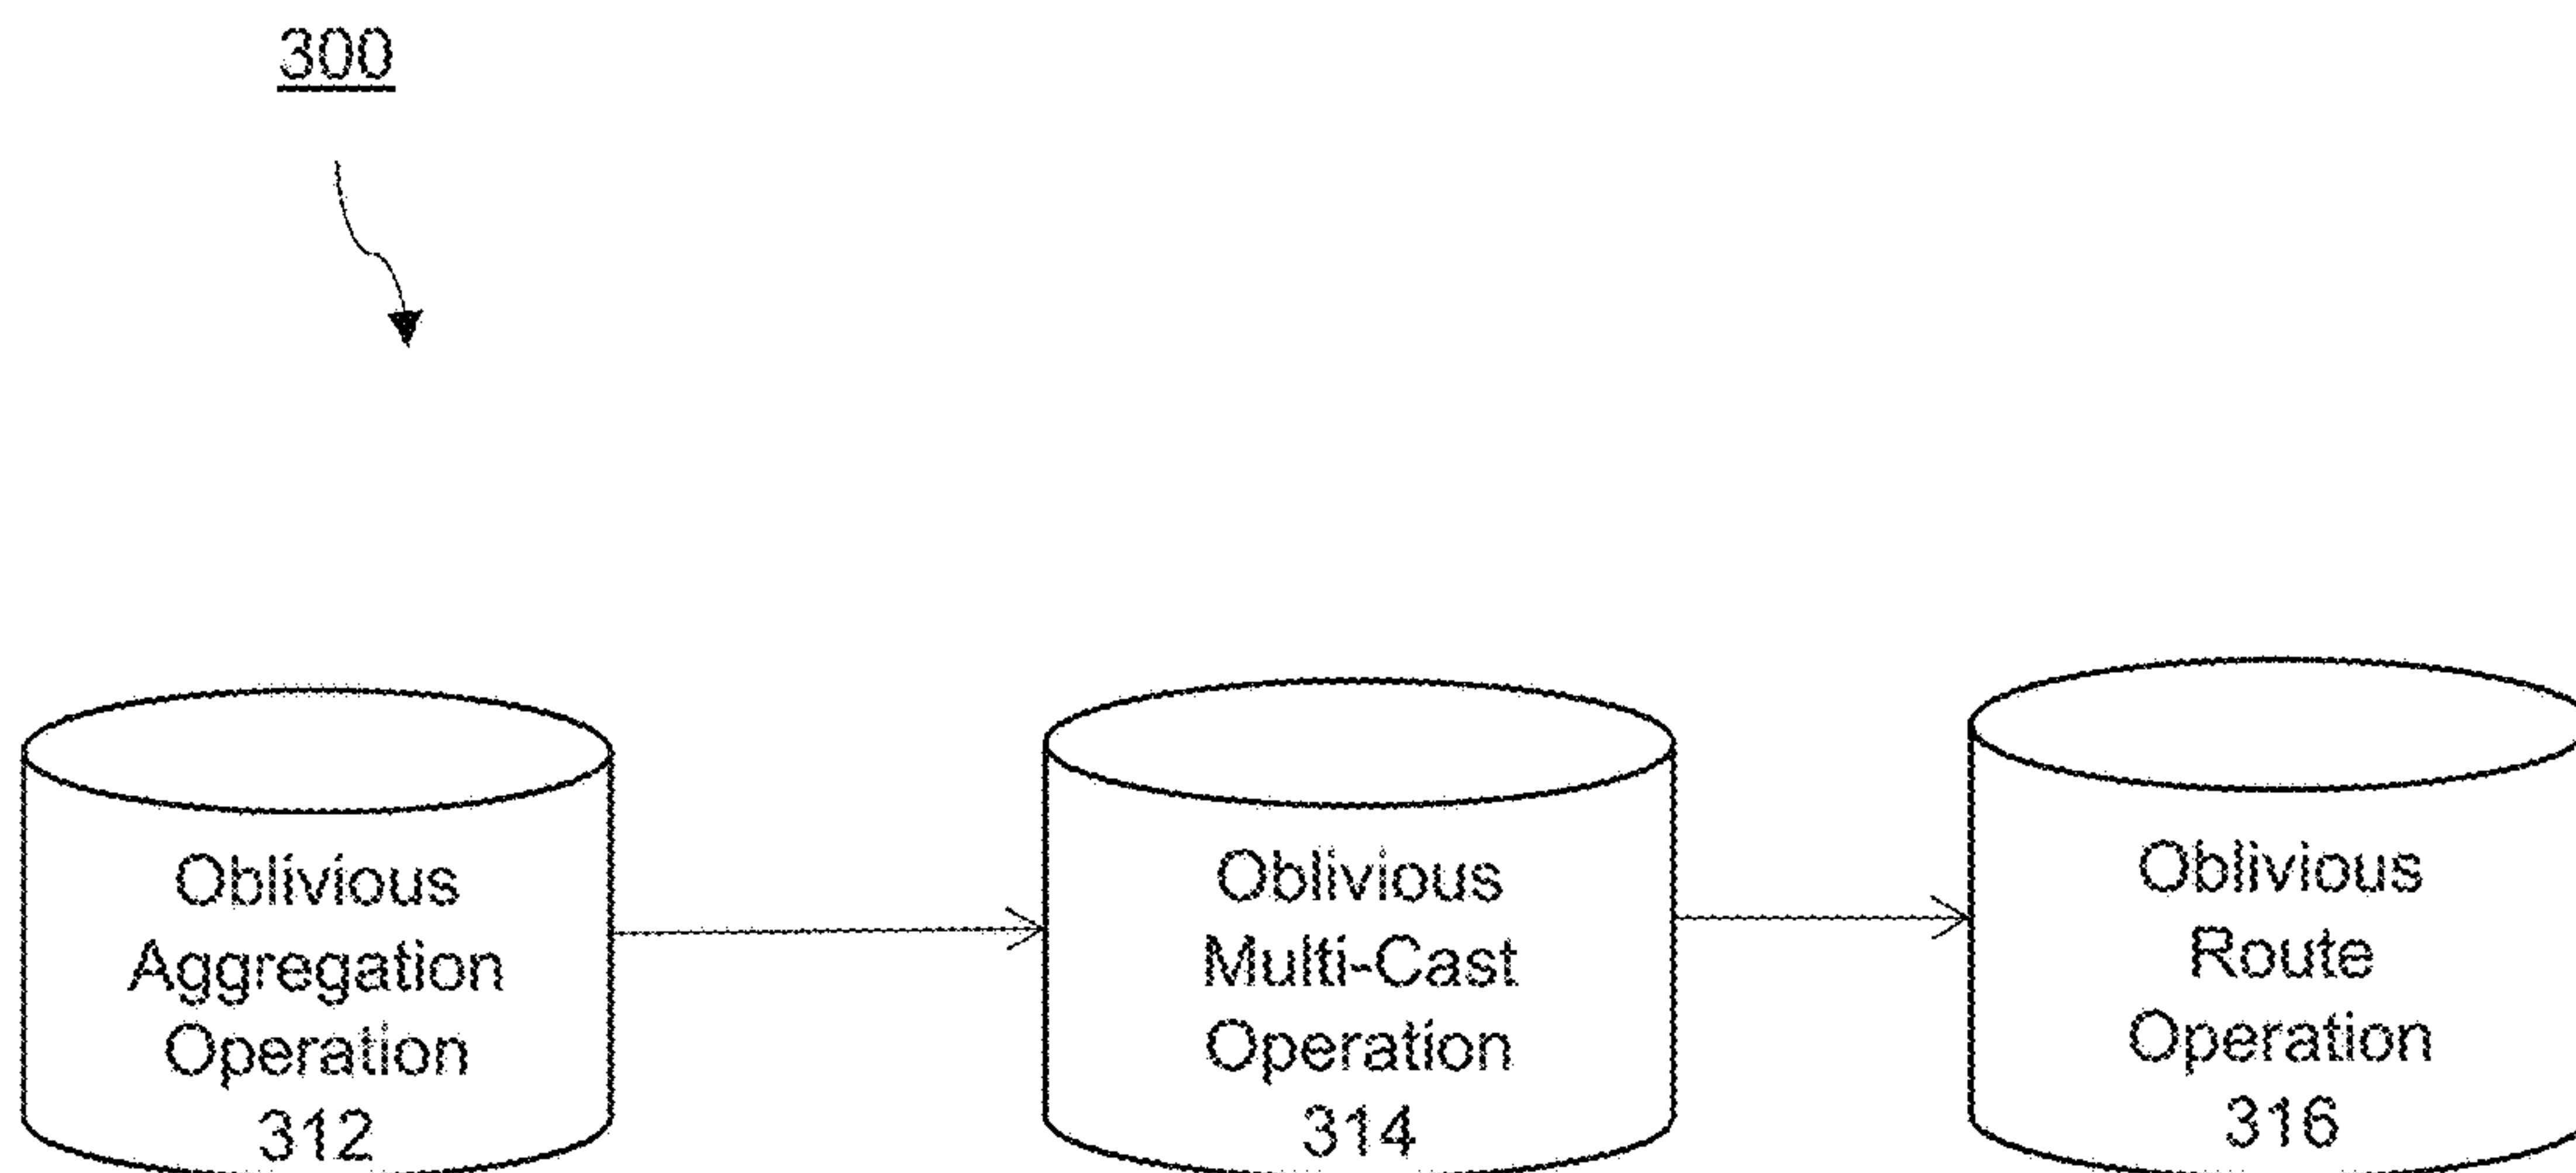 300
Oblivious
Aggregation
Operation
312
Oblivious
Multi-Cast
Operation
314
Oblivious
Route
Operation
316